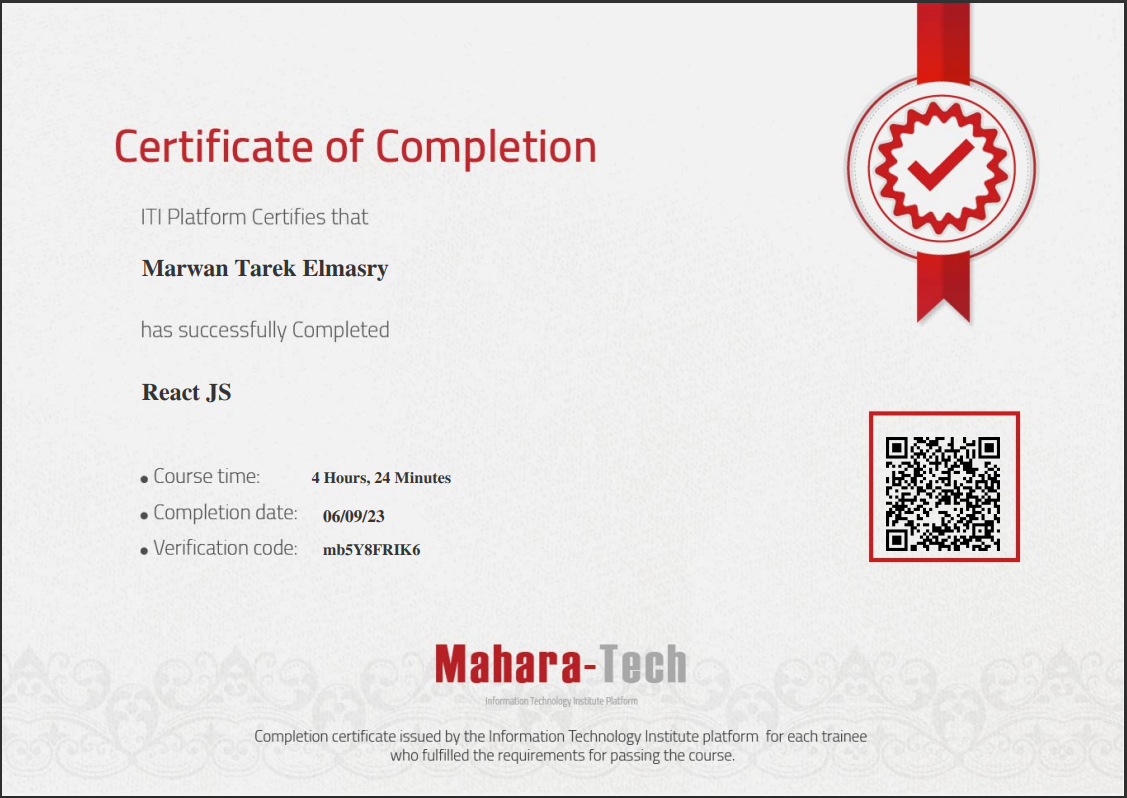 Certificate of Completion
ITI Platform Certifies that
Marwan Tarek Elmasry
has successfully Completed
React JS
Course time: 4 Hours, 24 Minutes
Completion date: 06/09/23
Verification code: mb5Y8FRIK6
Mahara-Tech
Information Technology Institute Platform
Completion certificate issued by the Information Technology Institute platform for each trainee
who fulfilled the requirements for passing the course.